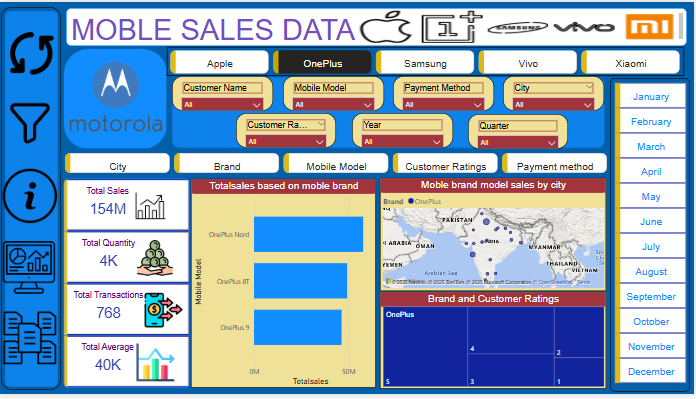 MOBLE SALES DATA
1
SAMSUNG
vivo
motorola
Apple
OnePlus
Samsung
Vivo
Xiaomi
Customer Name
All
Mobile Model
All
Payment Method
All
City
All
Customer Ra...
All
Year
All
Quarter
All
City
Brand
Mobile Model
Customer Ratings
Payment method
Total Sales
154M
Total Quantity
4K
Total Transactions
768
Total Average
40K
Totalsales based on moble brand
Mobile Model
OnePlus Nord
OnePlus 8T
OnePlus 9
0M
50M
Totalsales
Moble brand model sales by city
Brand
OnePlus
PAKISTAN
ARABIA
OMAN
INDIA
MYANMAR
YEMEN
THAILAND
VIETNAM
Arabian Sea
© 2025 TomTom, © 2025 Microsoft Corporation, © OpenStreetMap Terms
Brand and Customer Ratings
OnePlus
5
4
3
2
1
January
February
March
April
May
June
July
August
September
October
November
December